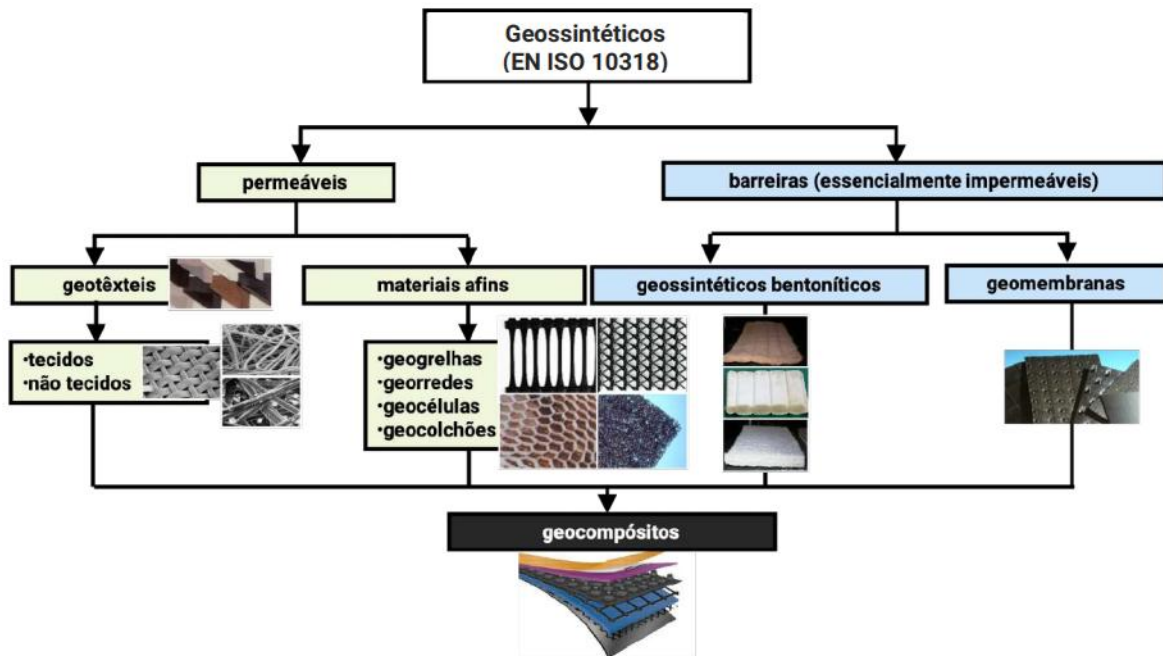 Geossintéticos
(EN ISO 10318)
permeáveis
barreiras (essencialmente impermeáveis)
geotêxteis
materiais afins
geossintéticos bentoníticos
geomembranas
•tecidos
•não tecidos
•geogrelhas
•georredes
•geocélulas
•geocolchões
geocompósitos